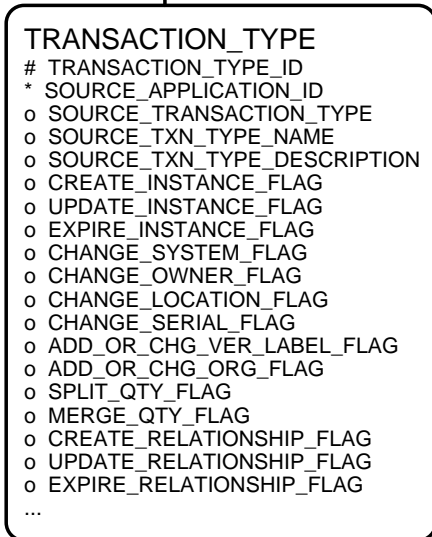 TRANSACTION_TYPE
# TRANSACTION_TYPE_ID
* SOURCE_APPLICATION_ID
o SOURCE_TRANSACTION_TYPE
o SOURCE_TXN_TYPE_NAME
o SOURCE_TXN_TYPE_DESCRIPTION
o CREATE_INSTANCE_FLAG
o UPDATE_INSTANCE_FLAG
o EXPIRE_INSTANCE_FLAG
o CHANGE_SYSTEM_FLAG
o CHANGE_OWNER_FLAG
o CHANGE_LOCATION_FLAG
o CHANGE_SERIAL_FLAG
o ADD_OR_CHG_VER_LABEL_FLAG
o ADD_OR_CHG_ORG_FLAG
o SPLIT_QTY_FLAG
o MERGE_QTY_FLAG
o CREATE_RELATIONSHIP_FLAG
o UPDATE_RELATIONSHIP_FLAG
o EXPIRE_RELATIONSHIP_FLAG
...